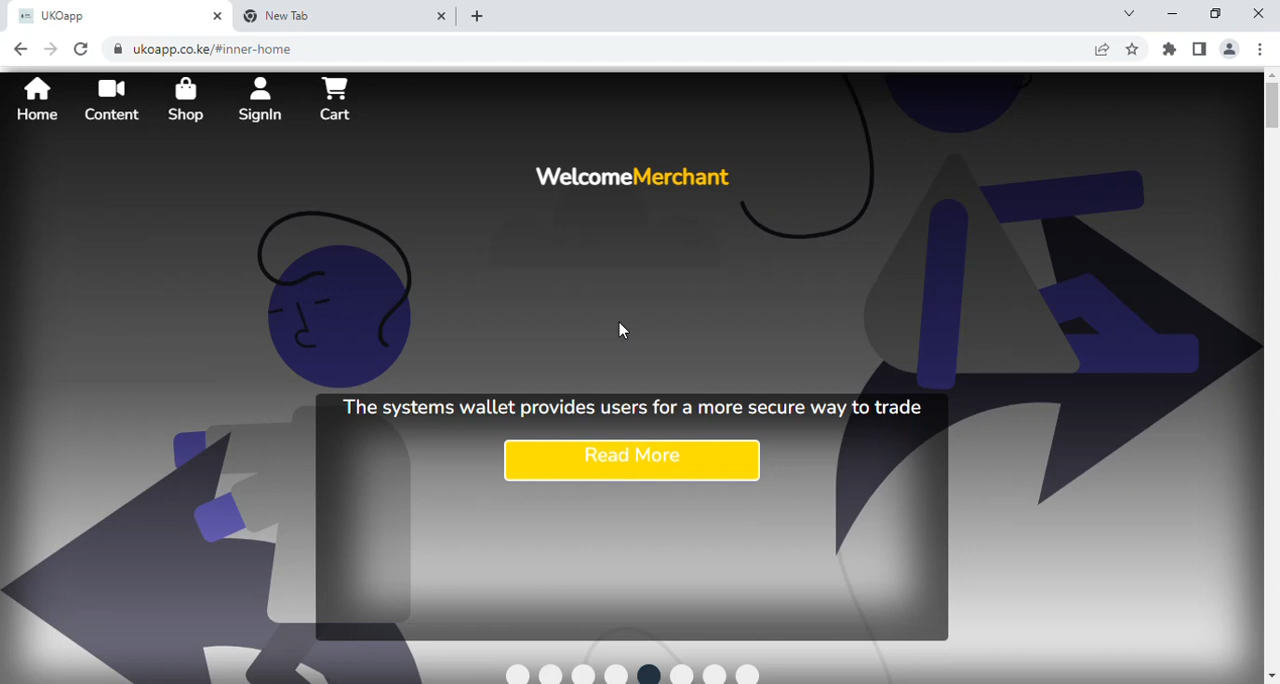 UKOapp
New Tab
ukoapp.co.ke/#inner-home
Home
Content
Shop
SignIn
Cart
WelcomeMerchant
The systems wallet provides users for a more secure way to trade
Read More